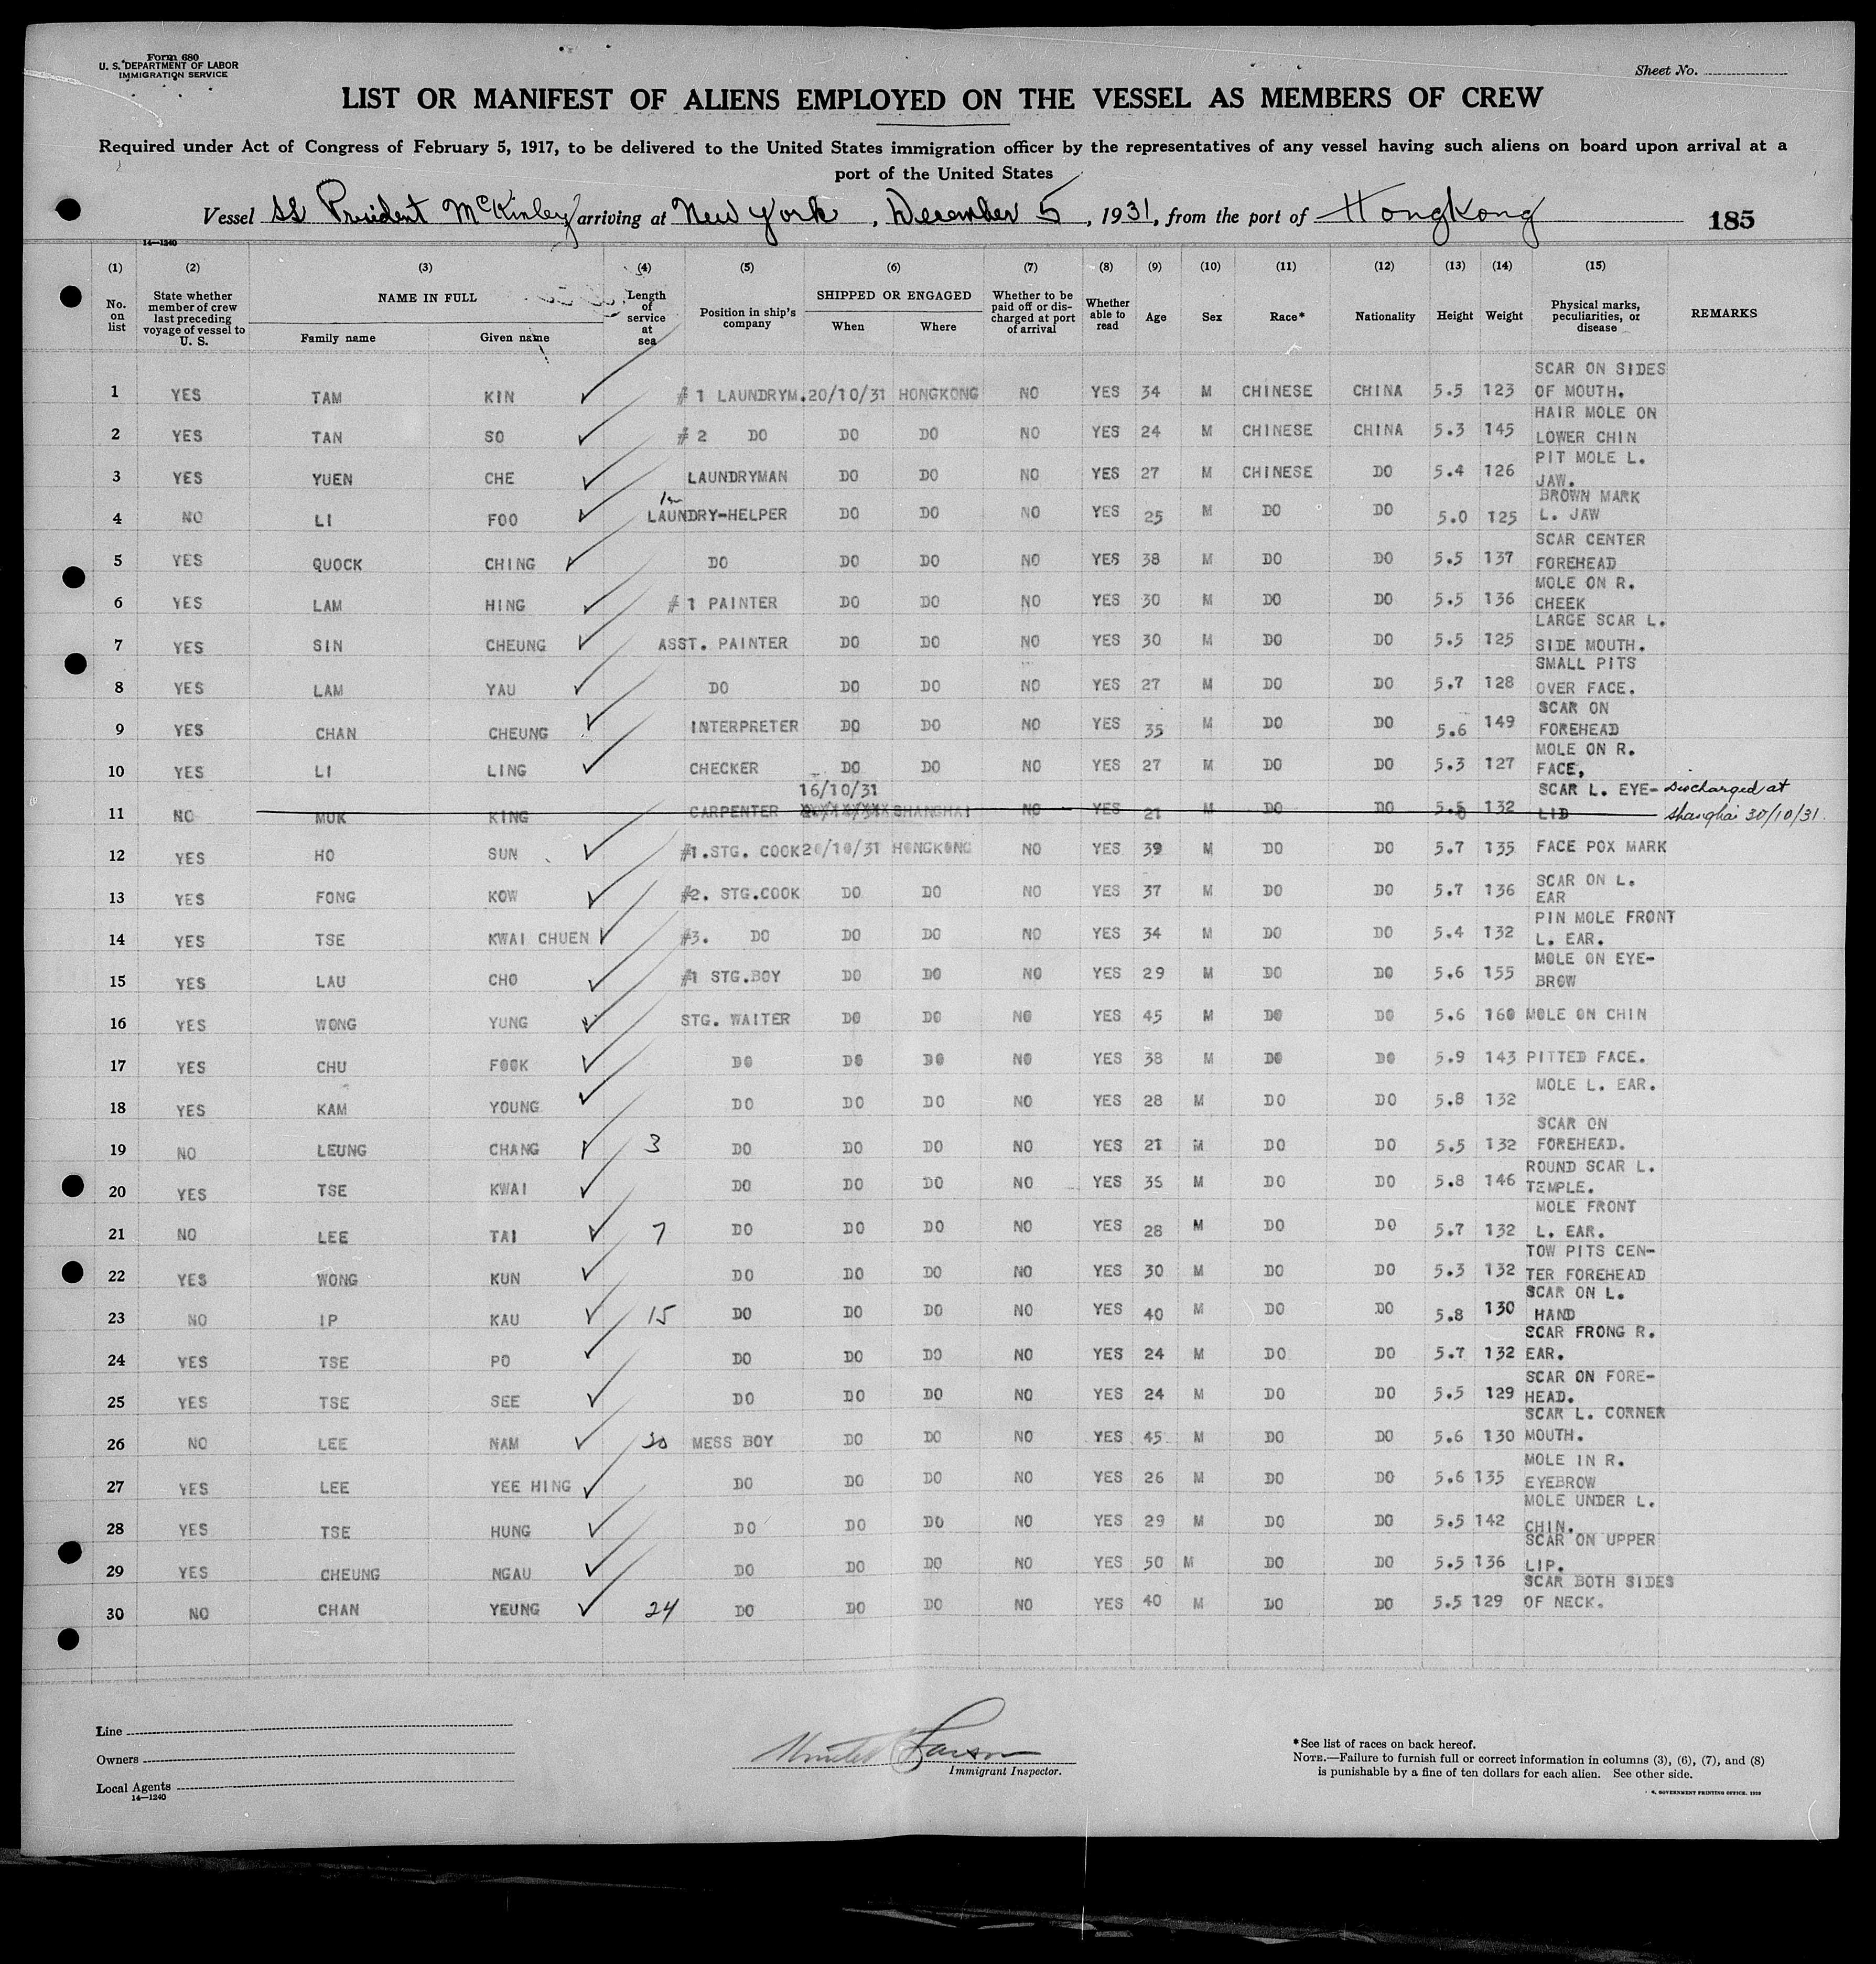 Form 680
U. S. DEPARTMENT OF LABOR
IMMIGRATION SERVICE
Sheet No.
LIST OR MANIFEST OF ALIENS EMPLOYED ON THE VESSEL AS MEMBERS OF CREW
Required under Act of Congress of February 5, 1917, to be delivered to the United States immigration officer by the representatives of any vessel having such aliens on board upon arrival at a
port of the United States
Vessel SS President McKinley arriving at New York, December 5, 1931, from the port of HongKong 185
14—1240
(1) (2) (3) (4) (5) (6) (7) (8) (9) (10) (11) (12) (13) (14) (15)
No. on list State whether member of crew last preceding voyage of vessel to U. S. NAME IN FULL Family name Given name Length of service at sea Position in ship's company SHIPPED OR ENGAGED When Where Whether to be paid off or discharged at port of arrival Whether able to read Age Sex Race* Nationality Height Weight Physical marks, peculiarities, or disease REMARKS
1 YES TAM KIN # 1 LAUNDRYM. 20/10/31 HONGKONG NO YES 34 M CHINESE CHINA 5.5 123 SCAR ON SIDES OF MOUTH.
2 YES TAN SO # 2 DO DO DO NO YES 24 M CHINESE CHINA 5.3 145 HAIR MOLE ON LOWER CHIN
3 YES YUEN CHE LAUNDRYMAN DO DO NO YES 27 M CHINESE DO 5.4 126 PIT MOLE L. JAW.
4 NO LI FOO LAUNDRY-HELPER DO DO NO YES 25 M DO DO 5.0 125 BROWN MARK L. JAW
5 YES QUOCK CHING DO DO DO NO YES 38 M DO DO 5.5 137 SCAR CENTER FOREHEAD
6 YES LAM HING # 1 PAINTER DO DO NO YES 30 M DO DO 5.5 136 MOLE ON R. CHEEK
7 YES SIN CHEUNG ASST. PAINTER DO DO NO YES 30 M DO DO 5.5 125 LARGE SCAR L. SIDE MOUTH.
8 YES LAM YAU DO DO DO NO YES 27 M DO DO 5.7 128 SMALL PITS OVER FACE.
9 YES CHAN CHEUNG INTERPRETER DO DO NO YES 35 M DO DO 5.6 149 SCAR ON FOREHEAD
10 YES LI LING CHECKER DO DO NO YES 27 M DO DO 5.3 127 MOLE ON R. FACE,
11 NO MUK KING CARPENTER 16/10/31 SHANGHAI NO YES 21 M DO DO 5.5 132 SCAR L. EYE-LID Discharged at Shanghai 30/10/31.
12 YES HO SUN #1.STG. COOK 20/10/31 HONGKONG NO YES 39 M DO DO 5.7 135 FACE POX MARK
13 YES FONG KOW #2. STG.COOK DO DO NO YES 37 M DO DO 5.7 136 SCAR ON L. EAR
14 YES TSE KWAI CHUEN #3. DO DO DO NO YES 34 M DO DO 5.4 132 PIN MOLE FRONT L. EAR.
15 YES LAU CHO #1 STG.BOY DO DO NO YES 29 M DO DO 5.6 155 MOLE ON EYE-BROW
16 YES WONG YUNG STG. WAITER DO DO NO YES 45 M DO DO 5.6 160 MOLE ON CHIN
17 YES CHU FOOK DO DO DO NO YES 38 M DO DO 5.9 143 PITTED FACE.
18 YES KAM YOUNG DO DO DO NO YES 28 M DO DO 5.8 132 MOLE L. EAR.
19 NO LEUNG CHANG 3 DO DO DO NO YES 21 M DO DO 5.5 132 SCAR ON FOREHEAD.
20 YES TSE KWAI DO DO DO NO YES 35 M DO DO 5.8 146 ROUND SCAR L. TEMPLE.
21 NO LEE TAI 7 DO DO DO NO YES 28 M DO DO 5.7 132 MOLE FRONT L. EAR.
22 YES WONG KUN DO DO DO NO YES 30 M DO DO 5.3 132 TOW PITS CEN-TER FOREHEAD
23 NO IP KAU 15 DO DO DO NO YES 40 M DO DO 5.8 130 SCAR ON L. HAND
24 YES TSE PO DO DO DO NO YES 24 M DO DO 5.7 132 SCAR FRONG R. EAR.
25 YES TSE SEE DO DO DO NO YES 24 M DO DO 5.5 129 SCAR ON FORE-HEAD.
26 NO LEE NAM 30 MESS BOY DO DO NO YES 45 M DO DO 5.6 130 SCAR L. CORNER MOUTH.
27 YES LEE YEE HING DO DO DO NO YES 26 M DO DO 5.6 135 MOLE IN R. EYEBROW
28 YES TSE HUNG DO DO DO NO YES 29 M DO DO 5.5 142 MOLE UNDER L. CHIN.
29 YES CHEUNG NGAU DO DO DO NO YES 50 M DO DO 5.5 136 SCAR ON UPPER LIP.
30 NO CHAN YEUNG 24 DO DO DO NO YES 40 M DO DO 5.5 129 SCAR BOTH SIDES OF NECK.
Line
Owners
Local Agents
14—1240
Immigrant Inspector.
*See list of races on back hereof.
NOTE.—Failure to furnish full or correct information in columns (3), (6), (7), and (8)
is punishable by a fine of ten dollars for each alien. See other side.
GOVERNMENT PRINTING OFFICE